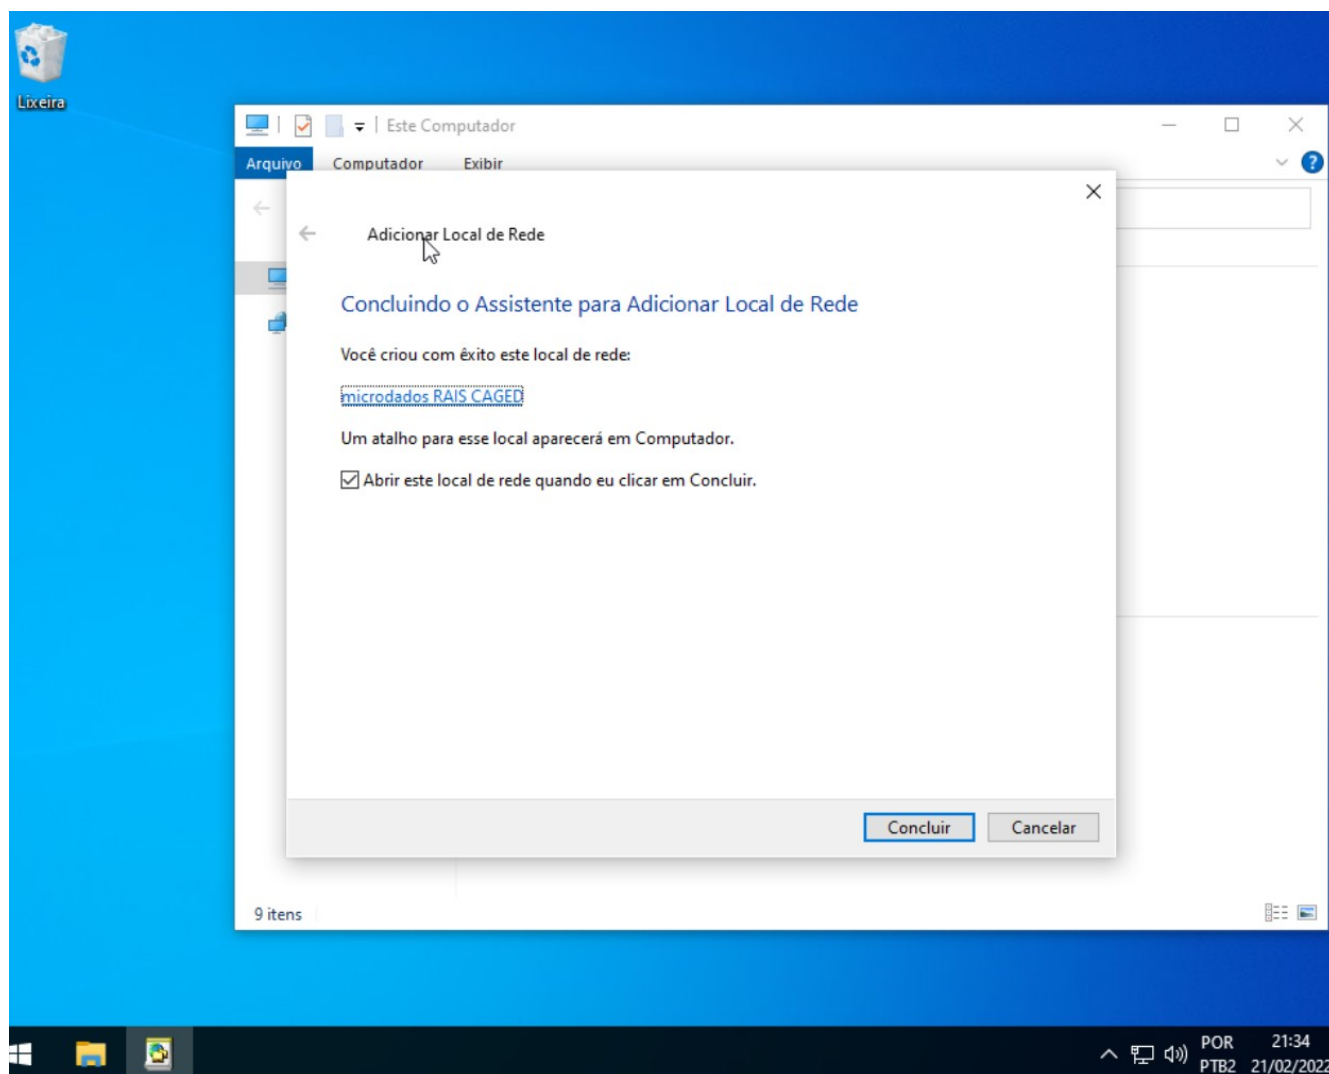 Lixeira
Este Computador
Arquivo Computador Exibir
Adicionar Local de Rede
Concluindo o Assistente para Adicionar Local de Rede
Você criou com êxito este local de rede:
microdados RAIS CAGED
Um atalho para esse local aparecerá em Computador.
Abrir este local de rede quando eu clicar em Concluir.
Concluir Cancelar
9 itens
POR 21:34
PTB2 21/02/2022